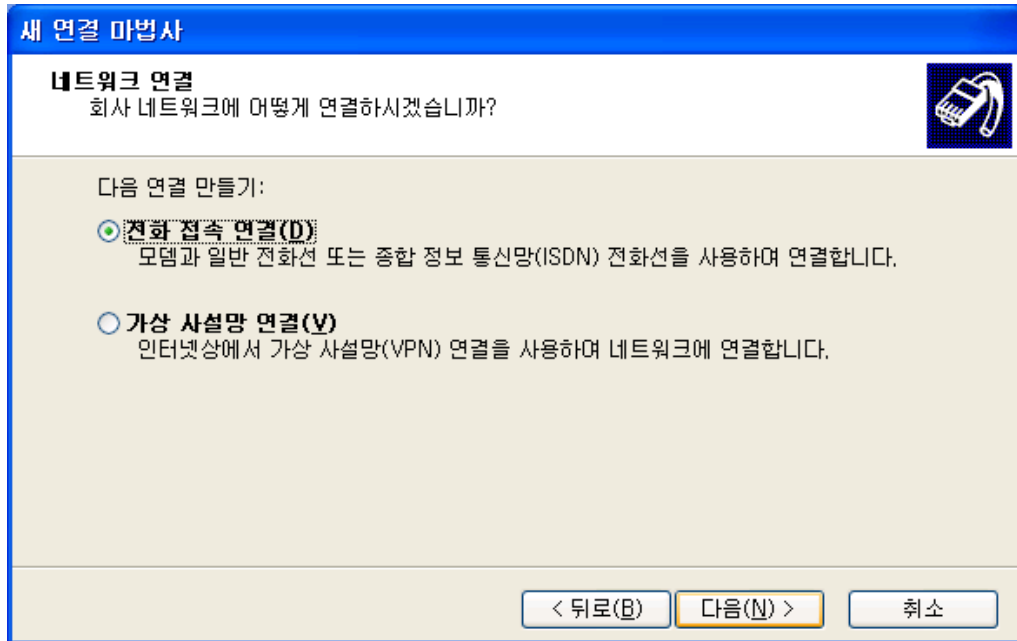 새 연결 마법사
네트워크 연결
회사 네트워크에 어떻게 연결하시겠습니까?
다음 연결 만들기:
전화 접속 연결(D)
모뎀과 일반 전화선 또는 종합 정보 통신망(ISDN) 전화선을 사용하여 연결합니다.
가상 사설망 연결(V)
인터넷상에서 가상 사설망(VPN) 연결을 사용하여 네트워크에 연결합니다.
< 뒤로(B) 다음(N) > 취소